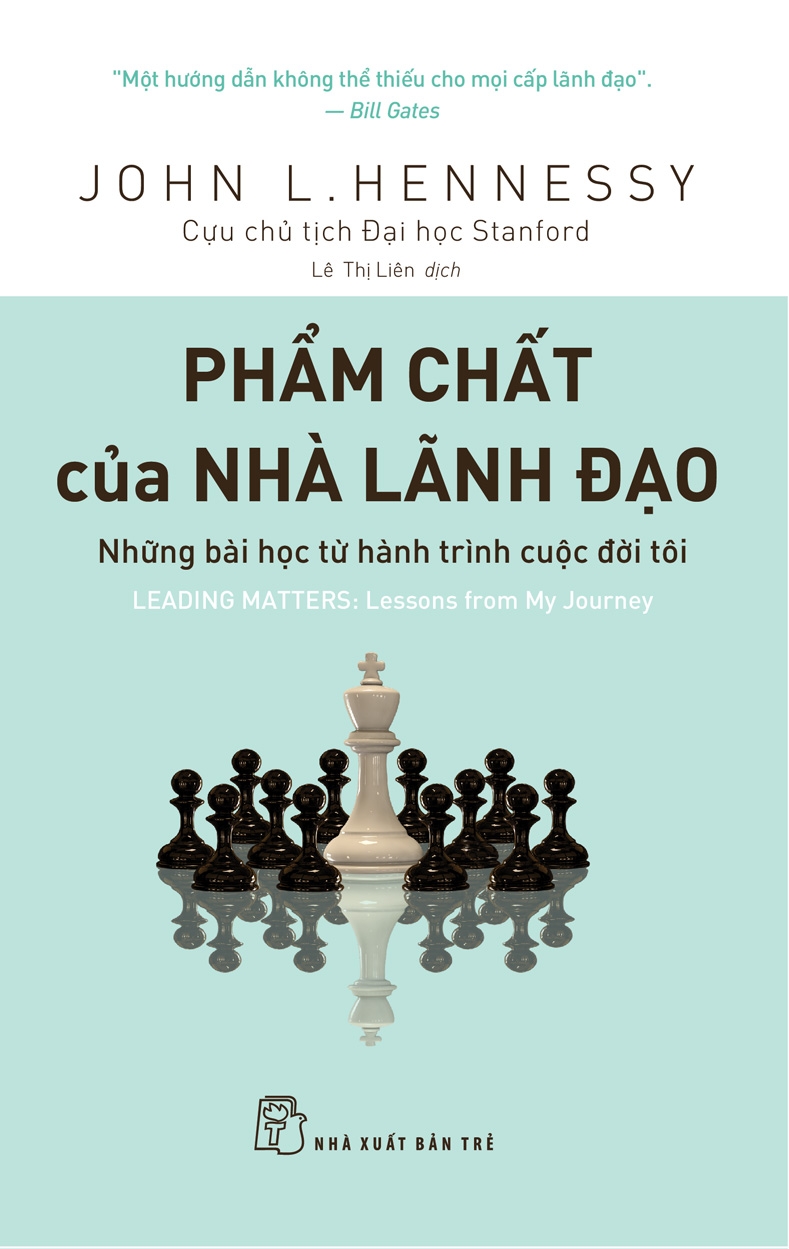 "Một hướng dẫn không thể thiếu cho mọi cấp lãnh đạo".
— Bill Gates
JOHN L. HENNESSY
Cựu chủ tịch Đại học Stanford
Lê Thị Liên dịch
PHẨM CHẤT
của NHÀ LÃNH ĐẠO
Những bài học từ hành trình cuộc đời tôi
LEADING MATTERS: Lessons from My Journey
T
NHÀ XUẤT BẢN TRẺ